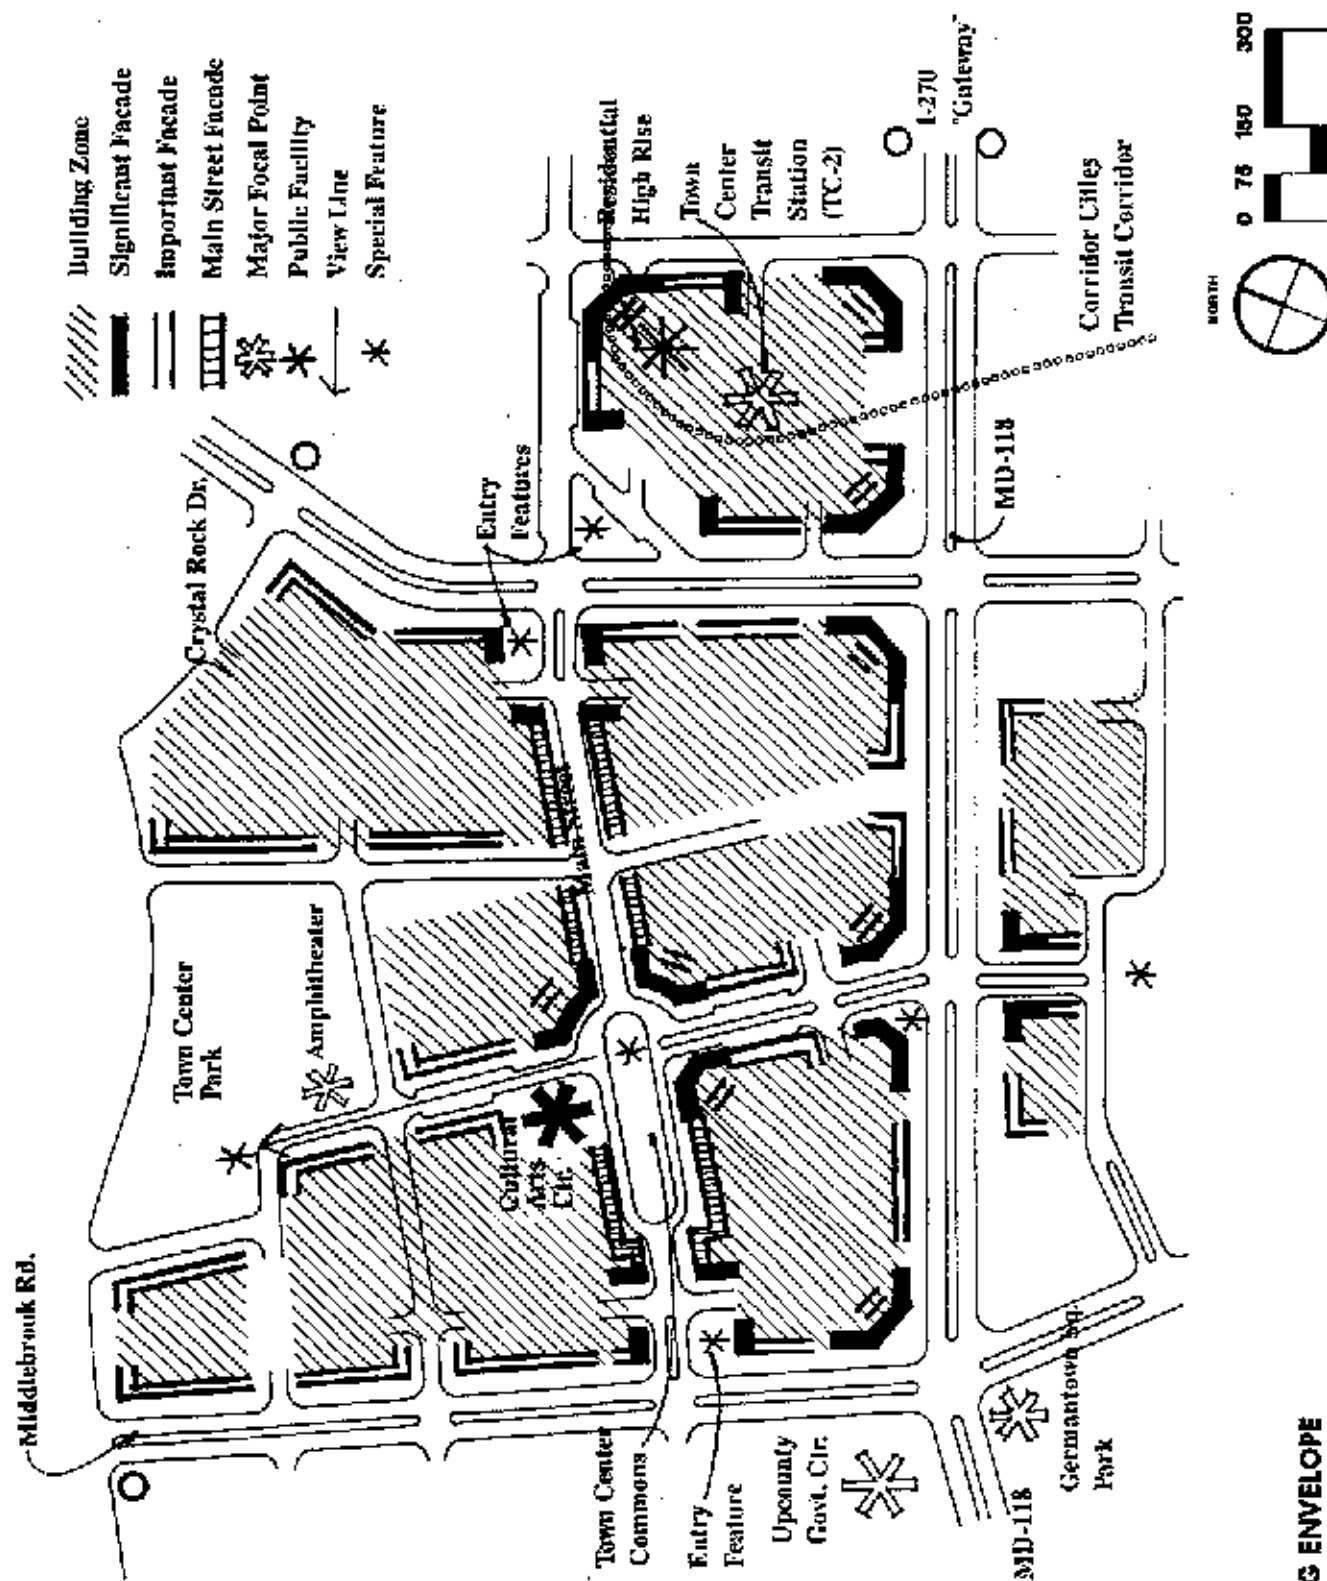 Building Zone
Significant Facade
Important Facade
Main Street Facade
Major Focal Point
Public Facility
View Line
Special Feature
Crystal Rock Dr.
Entry
Features
Residential
High Rise
Town
Center
Transit
Station
(TC-2)
I-270
"Gateway"
Corridor Cities
Transit Corridor
MD-118
0 75 150 300
NORTH
Main Street
Town Center
Park
Amphitheater
Cultural
Arts
Ctr.
Middlebrook Rd.
Town Center
Commons
Entry
Feature
Upcounty
Govt. Ctr.
MD-118
Germantown Sq.
Park
G ENVELOPE